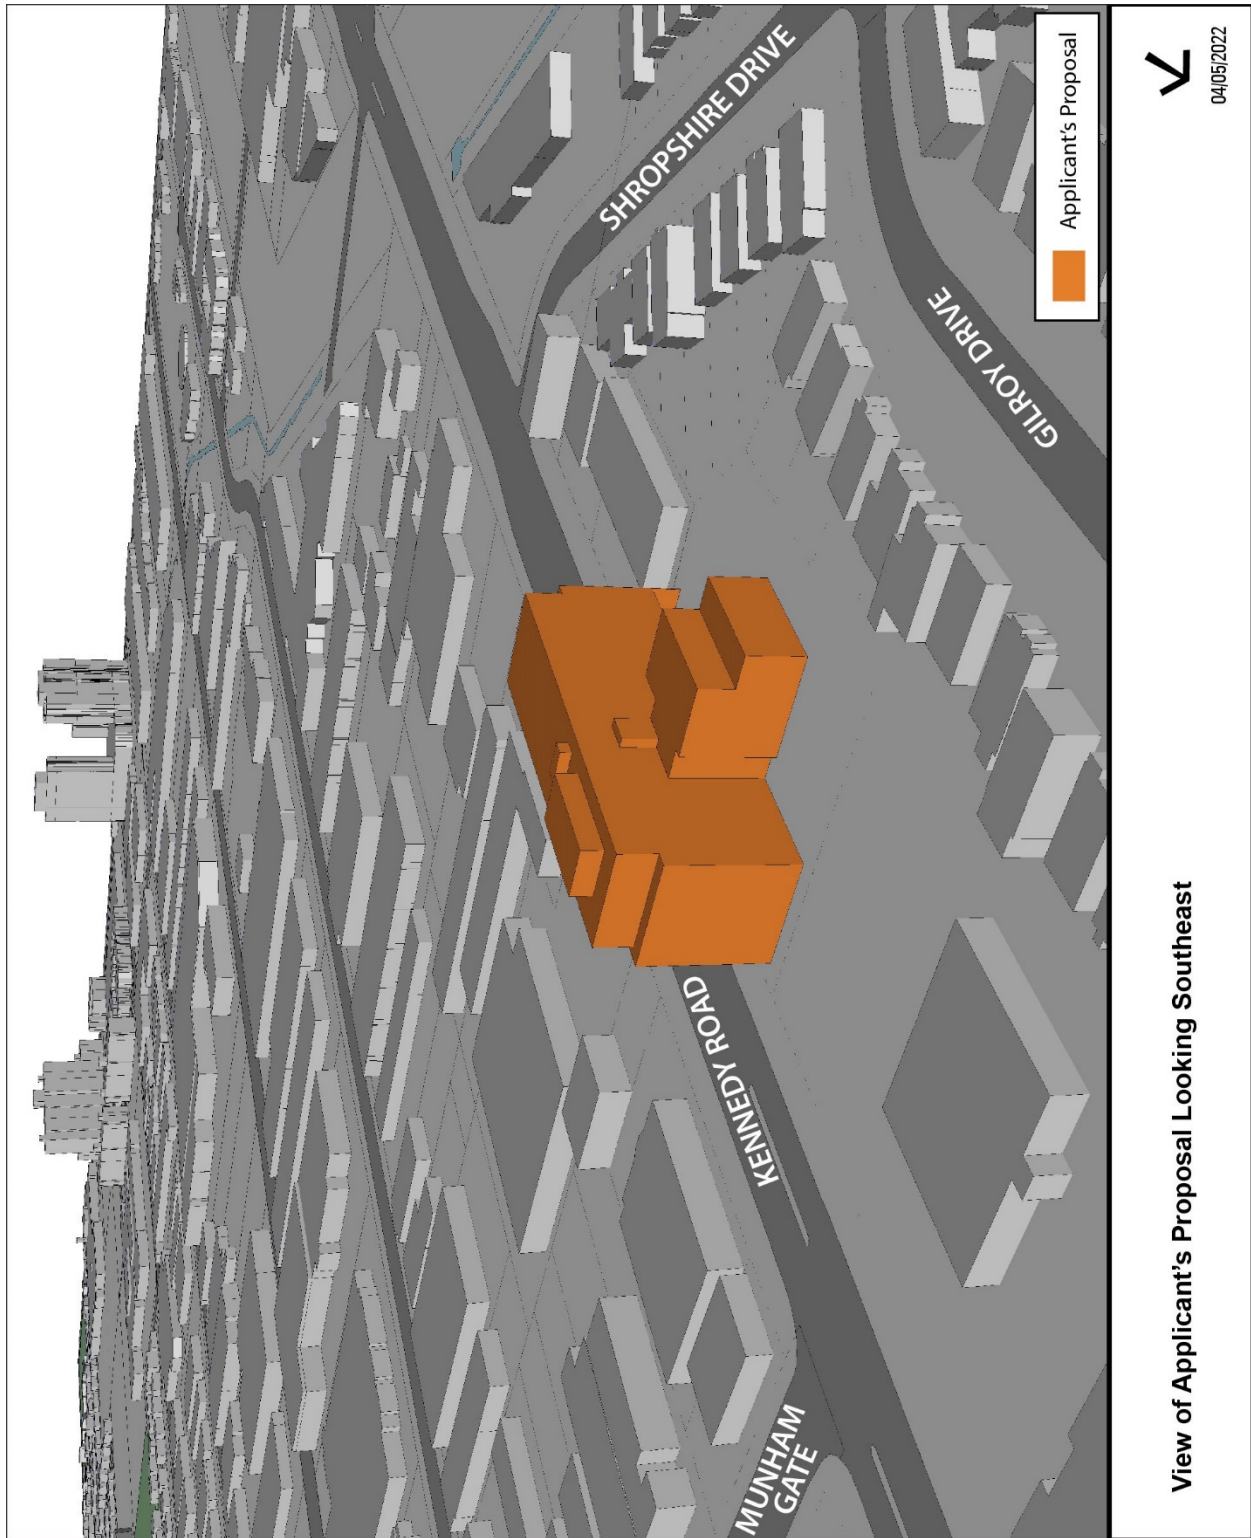 MUNHAM
GATE
KENNEDY ROAD
SHROPSHIRE DRIVE
GILROY DRIVE
Applicant's Proposal
View of Applicant's Proposal Looking Southeast
04/05/2022